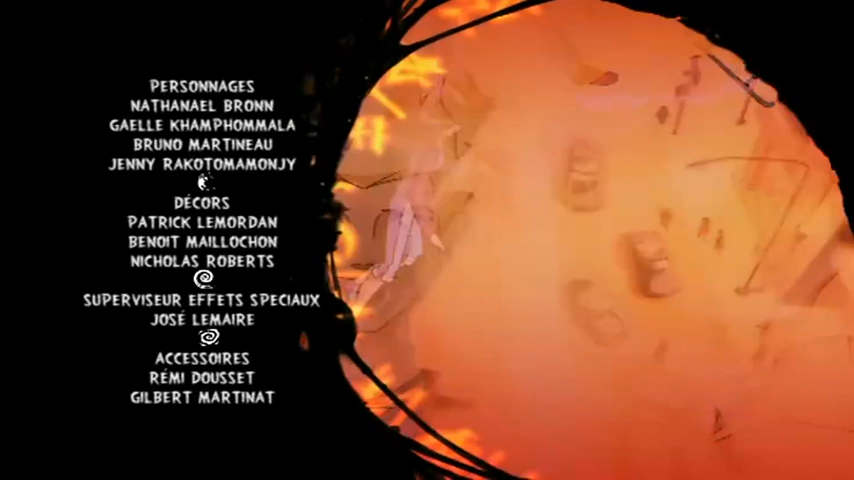 PERSONNAGES
NATHANAEL BRONN
GAELLE KHAMPHOMMALA
BRUNO MARTINEAU
JENNY RAKOTOMAMONJY
DÉCORS
PATRICK LEMORDAN
BENOIT MAILLOCHON
NICHOLAS ROBERTS
SUPERVISEUR EFFETS SPECIAUX
JOSÉ LEMAIRE
ACCESSOIRES
RÉMI DOUSSET
GILBERT MARTINAT